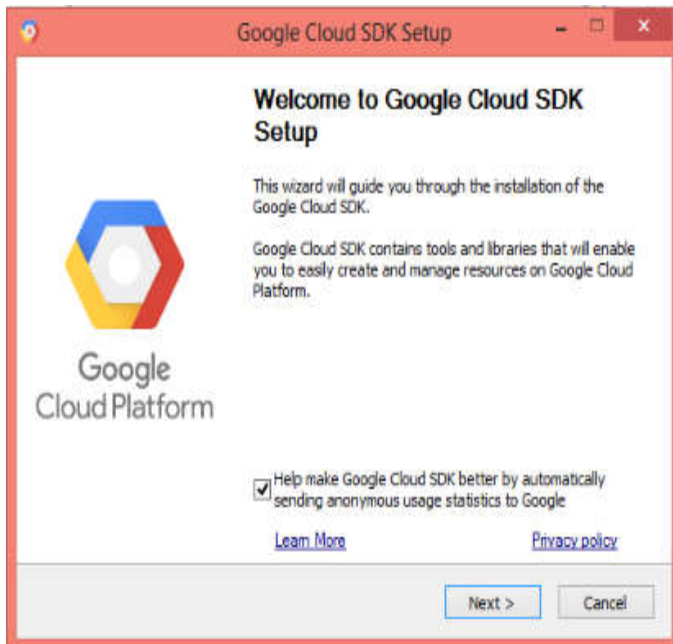 Google Cloud SDK Setup
Welcome to Google Cloud SDK
Setup
This wizard will guide you through the installation of the
Google Cloud SDK.
Google Cloud SDK contains tools and libraries that will enable
you to easily create and manage resources on Google Cloud
Platform.
Google
Cloud Platform
Help make Google Cloud SDK better by automatically
sending anonymous usage statistics to Google
Learn More
Privacy policy
Next >
Cancel